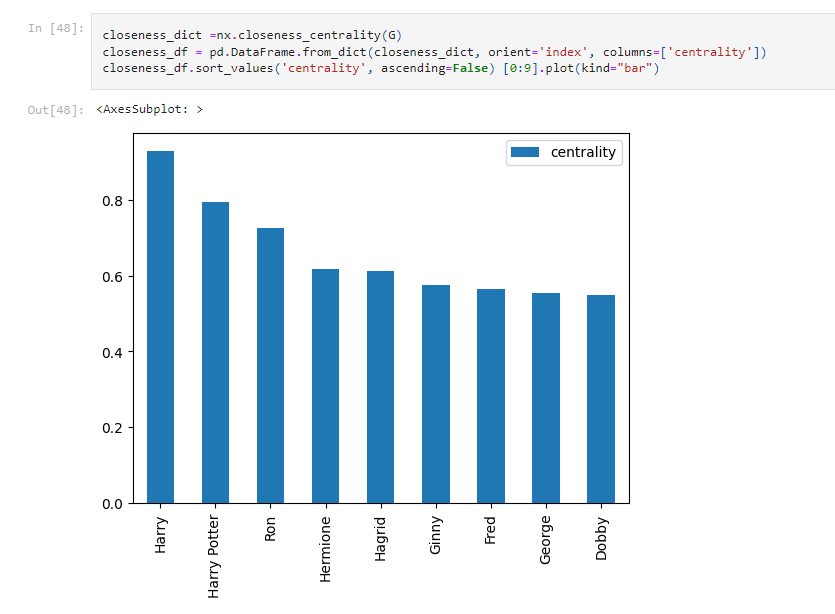 In [48]:
closeness_dict =nx.closeness_centrality(G)
closeness_df = pd.DataFrame.from_dict(closeness_dict, orient='index', columns=['centrality'])
closeness_df.sort_values('centrality', ascending=False) [0:9].plot(kind="bar")
Out[48]: <AxesSubplot: >
centrality
0.8
0.6
0.4
0.2
0.0
Harry
Harry Potter
Ron
Hermione
Hagrid
Ginny
Fred
George
Dobby